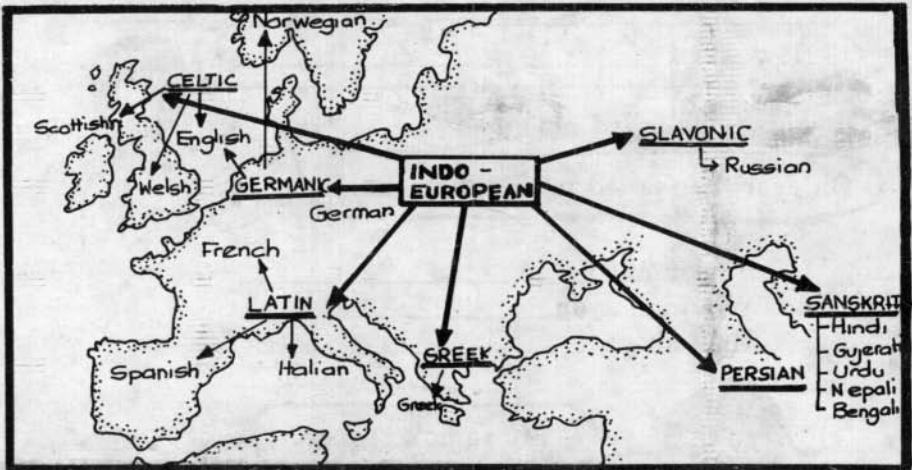 Norwegian
CELTIC
Scottish
English
Welsh
GERMANIC
German
INDO -
EUROPEAN
SLAVONIC
Russian
French
LATIN
Spanish
Italian
GREEK
Greek
PERSIAN
SANSKRIT
Hindi
Gujerati
Urdu
Nepali
Bengali